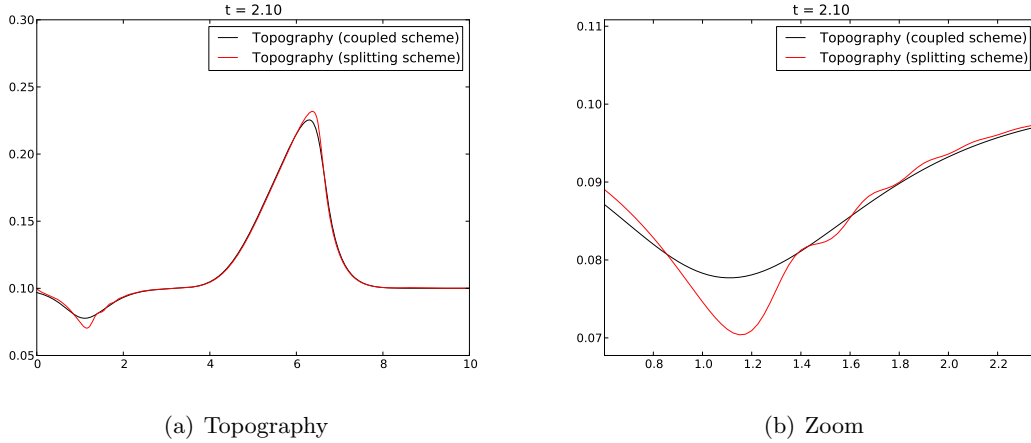 t = 2.10
0.30
0.25
0.20
0.15
0.10
0.05
0 2 4 6 8 10
Topography (coupled scheme)
Topography (splitting scheme)
(a) Topography
t = 2.10
0.11
0.10
0.09
0.08
0.07
0.8 1.0 1.2 1.4 1.6 1.8 2.0 2.2
Topography (coupled scheme)
Topography (splitting scheme)
(b) Zoom